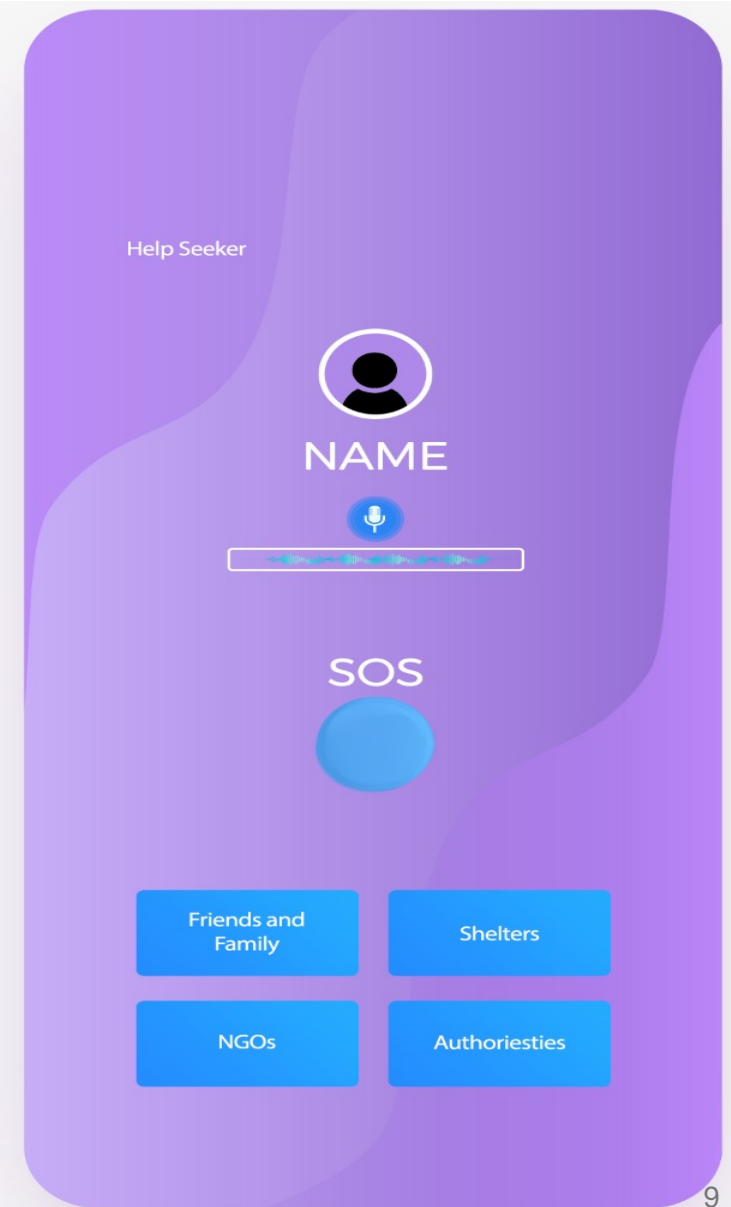 Help Seeker
NAME
SOS
Friends and
Family
Shelters
NGOs
Authoriesties
9